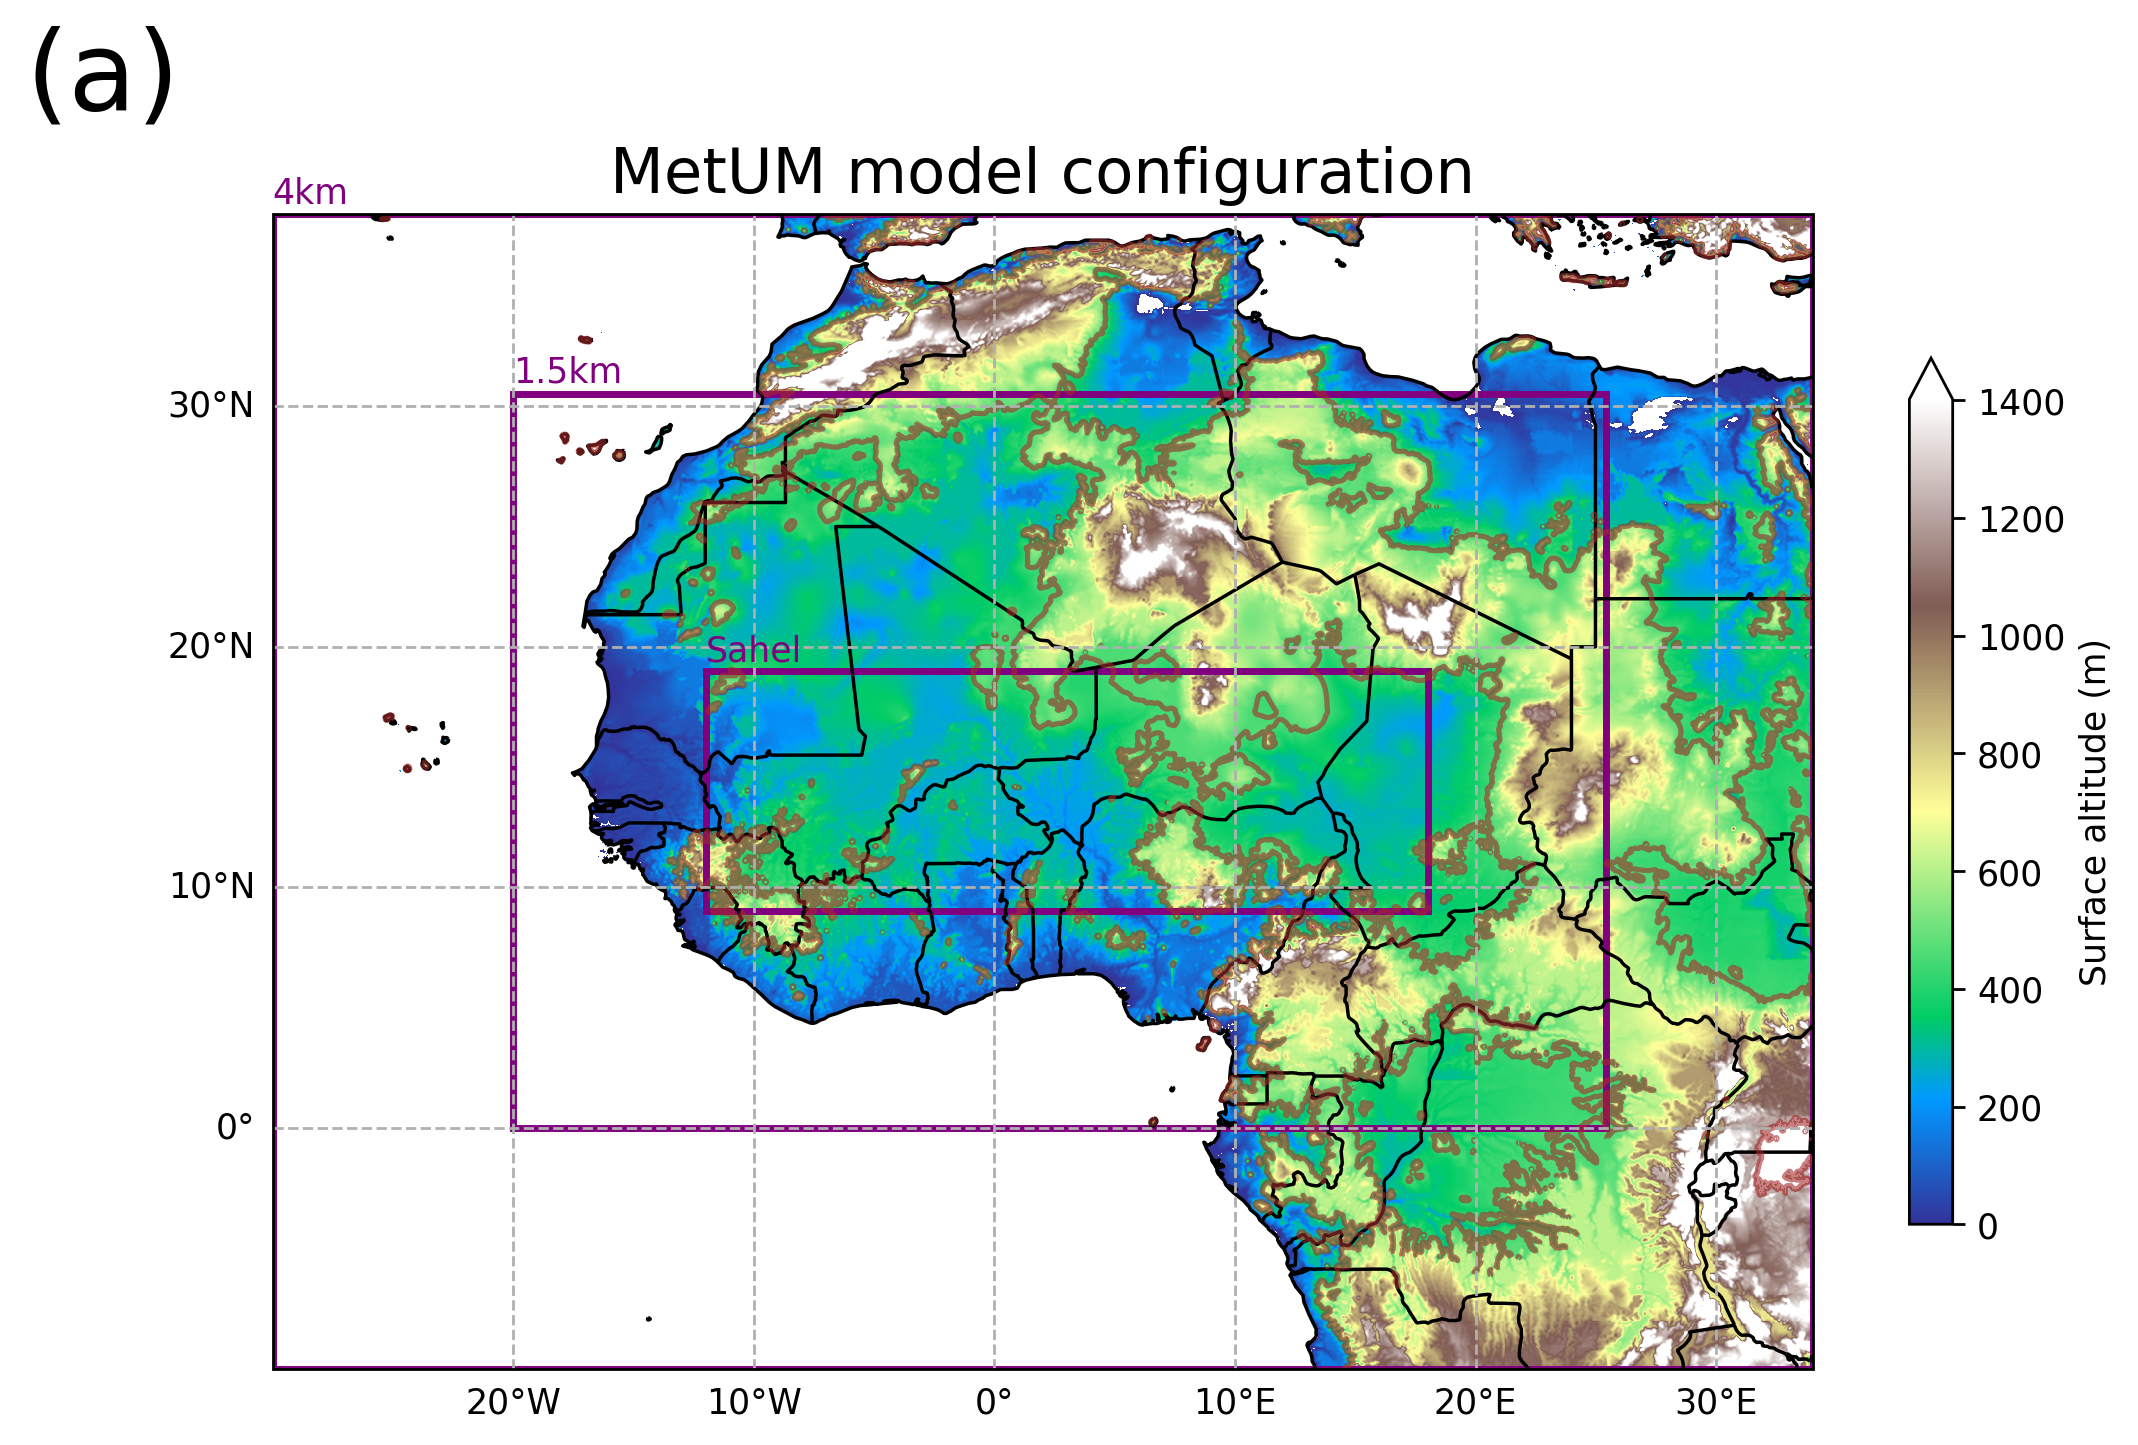 (a)
MetUM model configuration
4km
1.5km
Sahel
30°N
20°N
10°N
0°
20°W
10°W
0°
10°E
20°E
30°E
1400
1200
1000
800
600
400
200
0
Surface altitude (m)